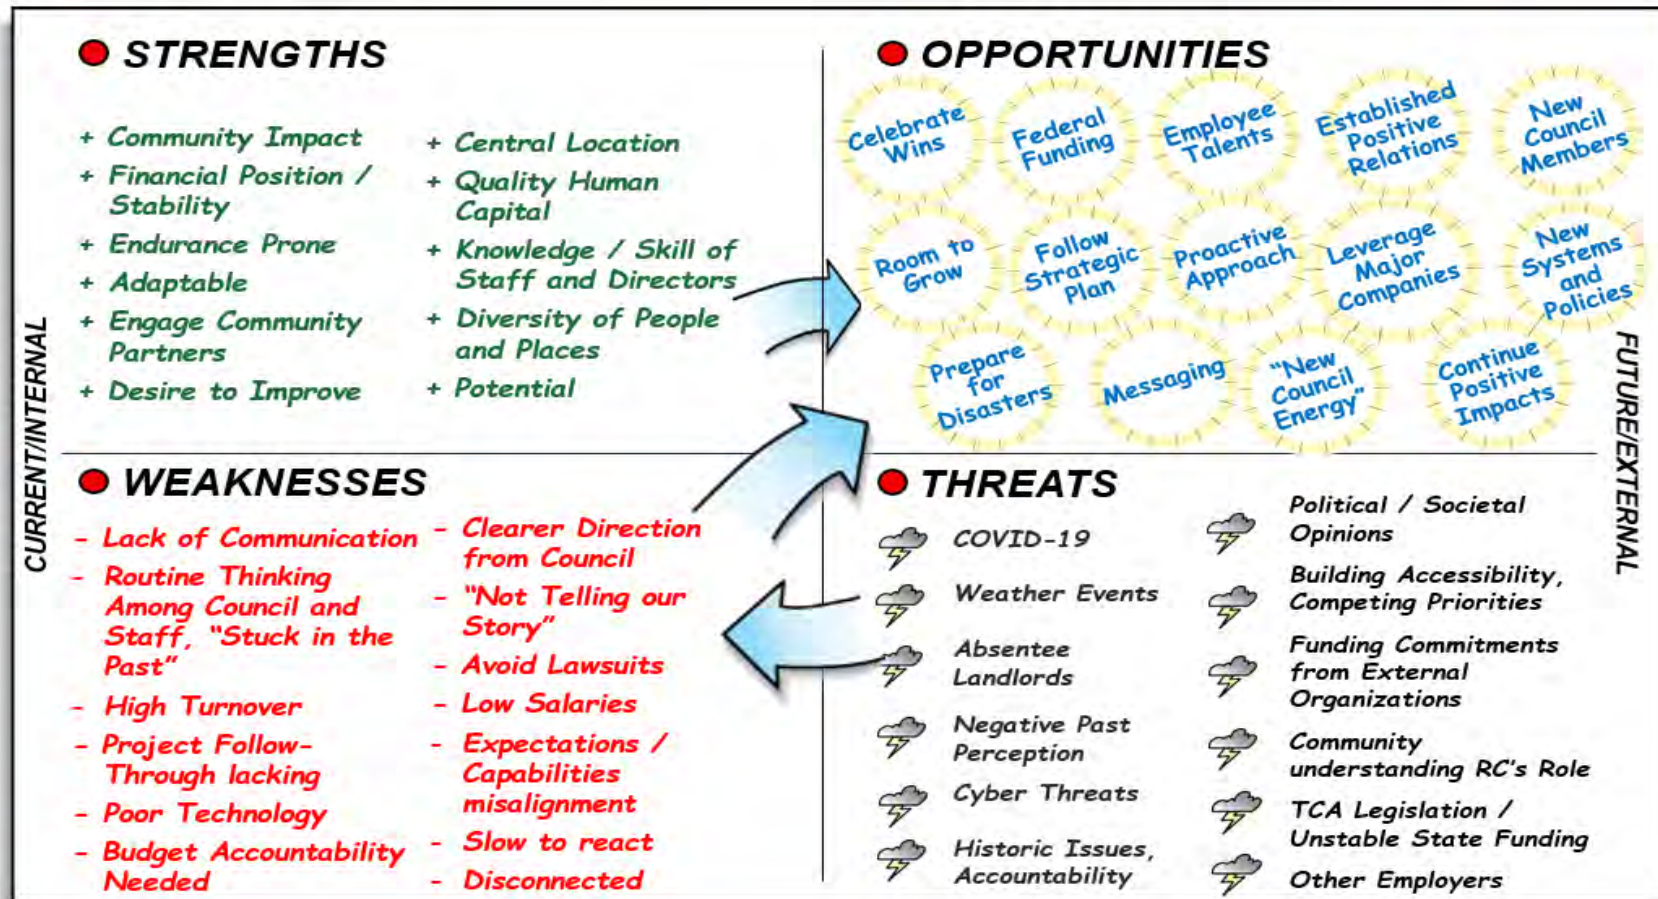 STRENGTHS
+ Community Impact
+ Financial Position /
Stability
+ Endurance Prone
+ Adaptable
+ Engage Community
Partners
+ Desire to Improve
+ Central Location
+ Quality Human
Capital
+ Knowledge / Skill of
Staff and Directors
+ Diversity of People
and Places
+ Potential
OPPORTUNITIES
Celebrate
Wins
Federal
Funding
Employee
Talents
Established
Positive
Relations
New
Council
Members
Room to
Grow
Follow
Strategic
Plan
Proactive
Approach
Leverage
Major
Companies
New
Systems
and
Policies
Prepare
for
Disasters
Messaging
"New
Council
Energy"
Continue
Positive
Impacts
CURRENT/INTERNAL
FUTURE/EXTERNAL
WEAKNESSES
- Lack of Communication
- Routine Thinking
Among Council and
Staff, "Stuck in the
Past"
- High Turnover
- Project Follow-
Through lacking
- Poor Technology
- Budget Accountability
Needed
- Clearer Direction
from Council
- "Not Telling our
Story"
- Avoid Lawsuits
- Low Salaries
- Expectations /
Capabilities
misalignment
- Slow to react
- Disconnected
THREATS
COVID-19
Weather Events
Absentee
Landlords
Negative Past
Perception
Cyber Threats
Historic Issues,
Accountability
Political / Societal
Opinions
Building Accessibility,
Competing Priorities
Funding Commitments
from External
Organizations
Community
understanding RC's Role
TCA Legislation /
Unstable State Funding
Other Employers